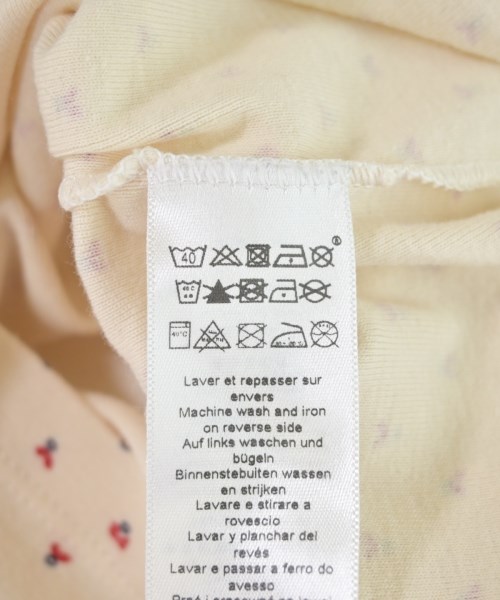 40
®
40°C
Laver et repasser sur
envers
Machine wash and iron
on reverse side
Auf links waschen und
bügeln
Binnenstebuiten wassen
en strijken
Lavare e stirare a
rovescio
Lavar y planchar del
revés
Lavar e passar a ferro do
avesso